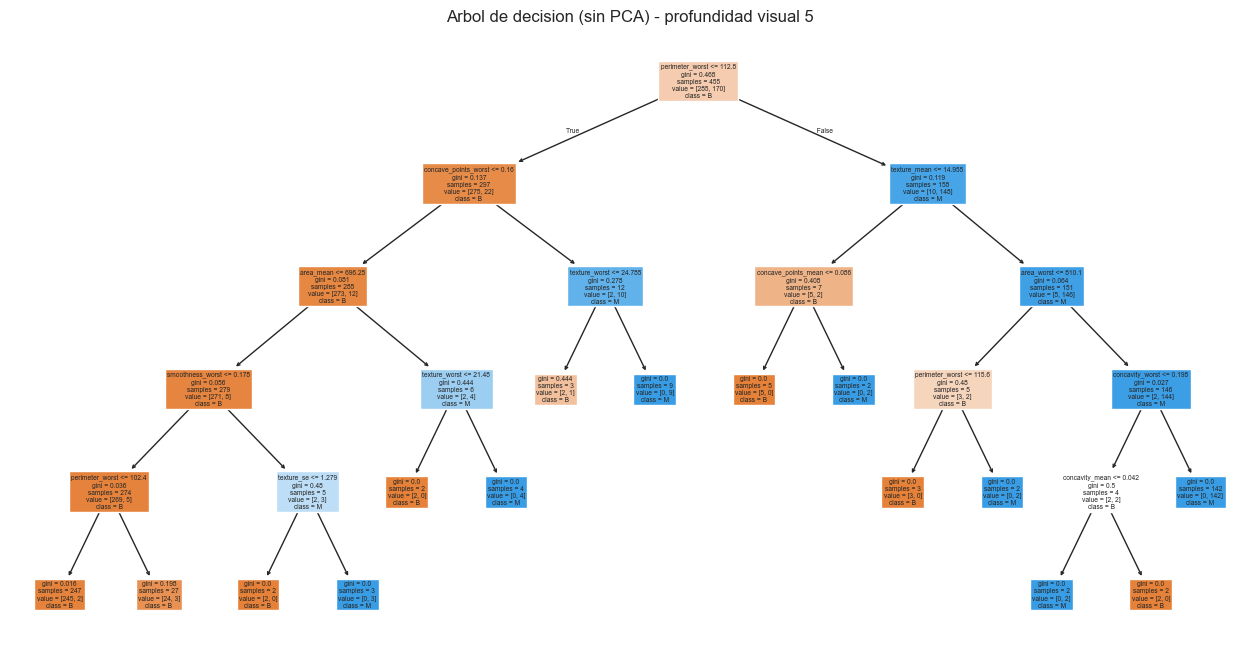 Arbol de decision (sin PCA) - profundidad visual 5
perimeter_worst <= 112.5
gini = 0.468
samples = 455
value = [285, 170]
class = B
True
False
concave_points_worst <= 0.16
gini = 0.137
samples = 297
value = [275, 22]
class = B
texture_mean <= 14.955
gini = 0.119
samples = 158
value = [10, 148]
class = M
area_mean <= 696.25
gini = 0.081
samples = 285
value = [273, 12]
class = B
texture_worst <= 24.785
gini = 0.278
samples = 12
value = [2, 10]
class = M
concave_points_mean <= 0.086
gini = 0.408
samples = 7
value = [5, 2]
class = B
area_worst <= 810.1
gini = 0.064
samples = 151
value = [5, 146]
class = M
smoothness_worst <= 0.178
gini = 0.056
samples = 279
value = [271, 8]
class = B
texture_worst <= 21.45
gini = 0.444
samples = 6
value = [2, 4]
class = M
gini = 0.444
samples = 3
value = [2, 1]
class = B
gini = 0.0
samples = 9
value = [0, 9]
class = M
gini = 0.0
samples = 5
value = [5, 0]
class = B
gini = 0.0
samples = 2
value = [0, 2]
class = M
perimeter_worst <= 115.6
gini = 0.48
samples = 5
value = [3, 2]
class = B
concavity_worst <= 0.195
gini = 0.027
samples = 146
value = [2, 144]
class = M
perimeter_worst <= 102.4
gini = 0.036
samples = 274
value = [269, 5]
class = B
texture_se <= 1.279
gini = 0.48
samples = 5
value = [2, 3]
class = M
gini = 0.0
samples = 2
value = [2, 0]
class = B
gini = 0.0
samples = 4
value = [0, 4]
class = M
gini = 0.0
samples = 3
value = [3, 0]
class = B
gini = 0.0
samples = 2
value = [0, 2]
class = M
concavity_mean <= 0.042
gini = 0.5
samples = 4
value = [2, 2]
class = B
gini = 0.0
samples = 142
value = [0, 142]
class = M
gini = 0.016
samples = 247
value = [245, 2]
class = B
gini = 0.198
samples = 27
value = [24, 3]
class = B
gini = 0.0
samples = 2
value = [2, 0]
class = B
gini = 0.0
samples = 3
value = [0, 3]
class = M
gini = 0.0
samples = 2
value = [0, 2]
class = M
gini = 0.0
samples = 2
value = [2, 0]
class = B